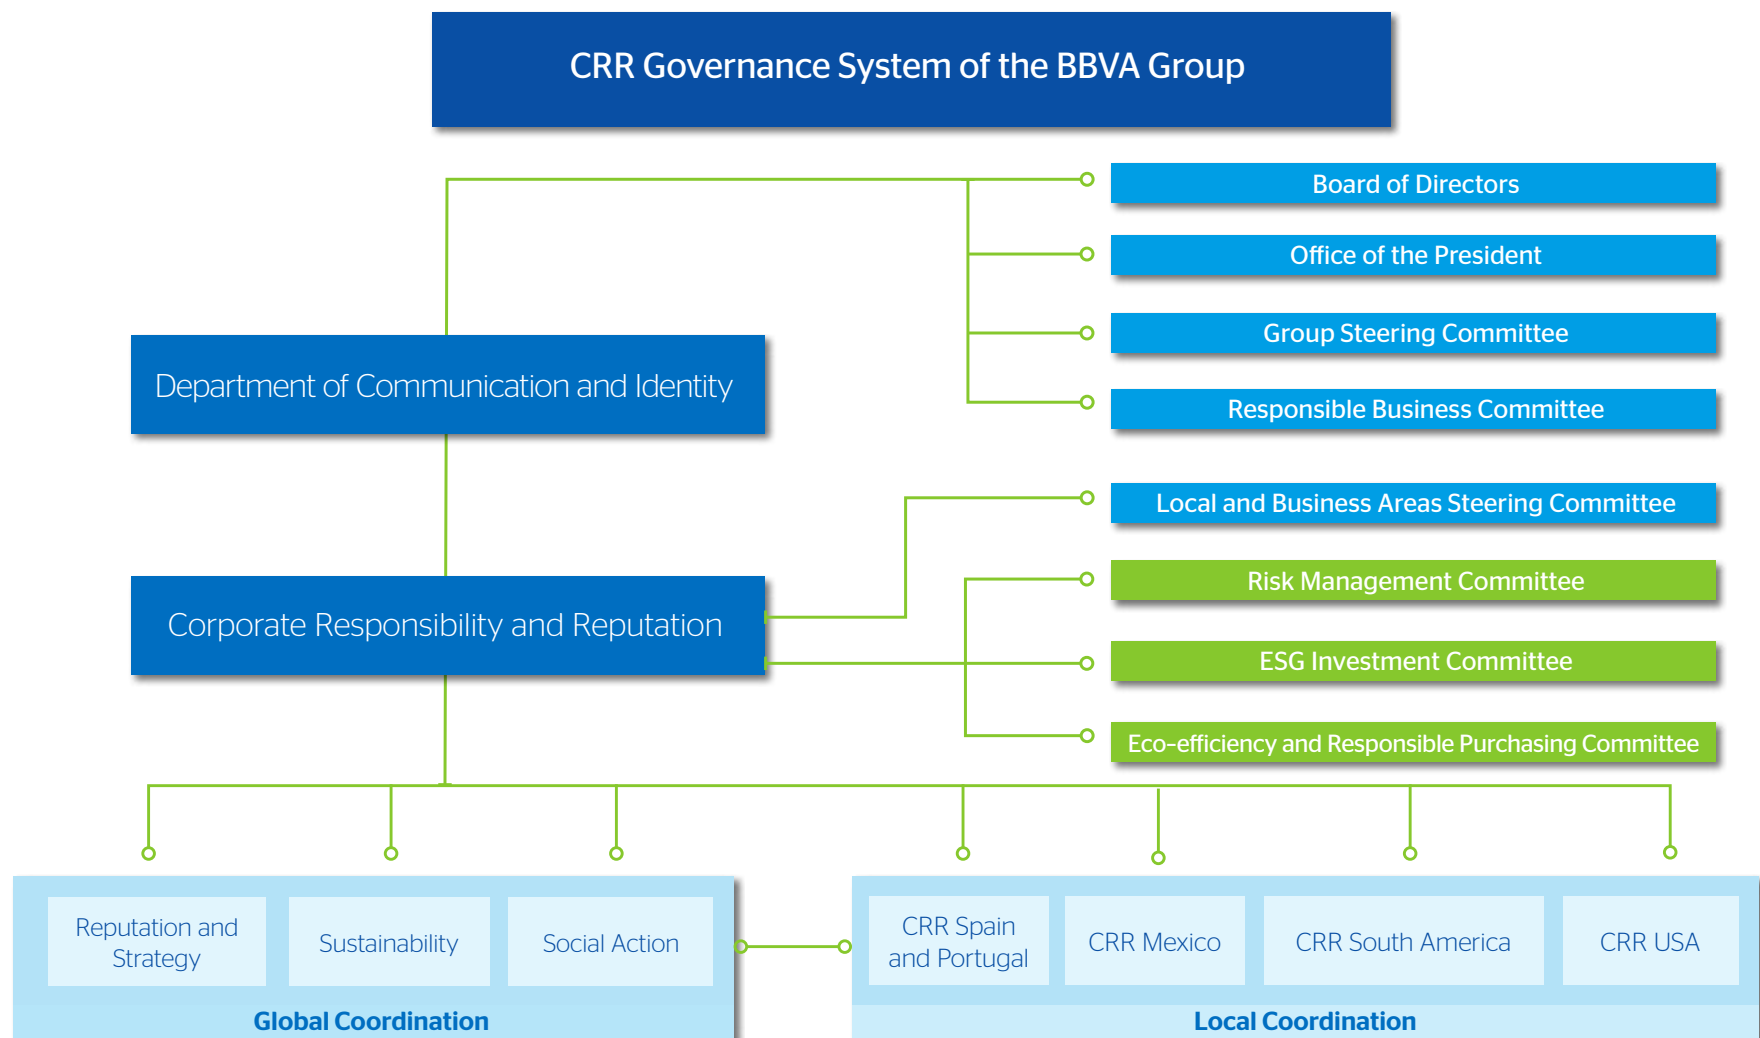 CRR Governance System of the BBVA Group
Board of Directors
Office of the President
Group Steering Committee
Department of Communication and Identity
Responsible Business Committee
Local and Business Areas Steering Committee
Risk Management Committee
Corporate Responsibility and Reputation
ESG Investment Committee
Eco-efficiency and Responsible Purchasing Committee
Reputation and
Strategy
Sustainability
Social Action
Global Coordination
CRR Spain
and Portugal
CRR Mexico
CRR South America
CRR USA
Local Coordination